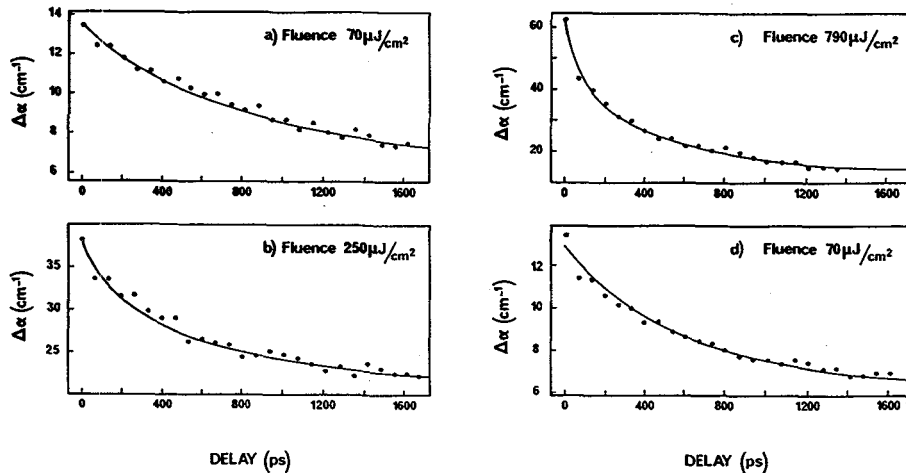 14
12
10
8
6
Δα (cm⁻¹)
a) Fluence 70μJ/cm²
0 400 800 1200 1600
35
30
25
Δα (cm⁻¹)
b) Fluence 250μJ/cm²
0 400 800 1200 1600
DELAY (ps)
60
40
20
Δα (cm⁻¹)
c) Fluence 790μJ/cm²
0 400 800 1200 1600
12
10
8
6
Δα (cm⁻¹)
d) Fluence 70μJ/cm²
0 400 800 1200 1600
DELAY (ps)